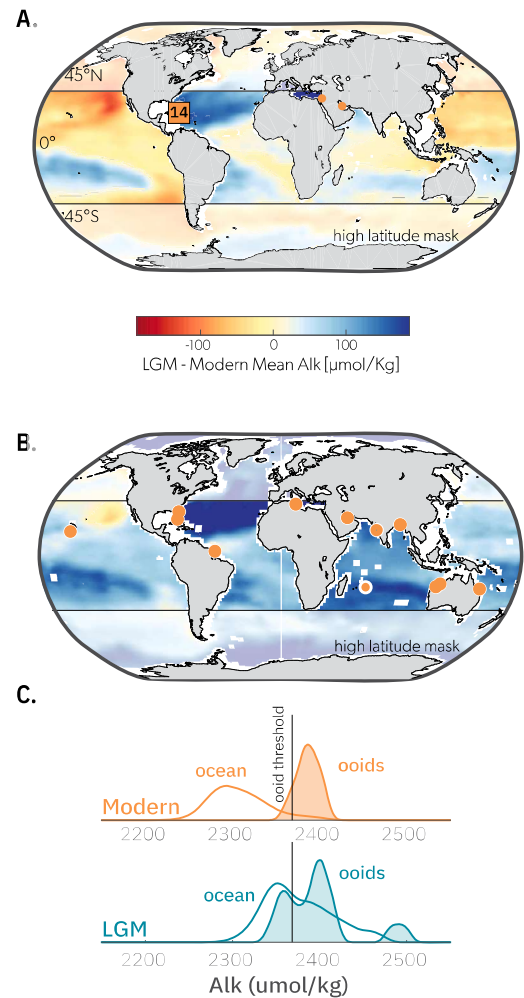 A.
45°N
14
0°
45°S
high latitude mask
-100 0 100
LGM - Modern Mean Alk [µmol/Kg]
B.
high latitude mask
C.
ooid threshold
ocean
ooids
Modern
2200 2300 2400 2500
ocean
ooids
LGM
2200 2300 2400 2500
Alk (umol/kg)